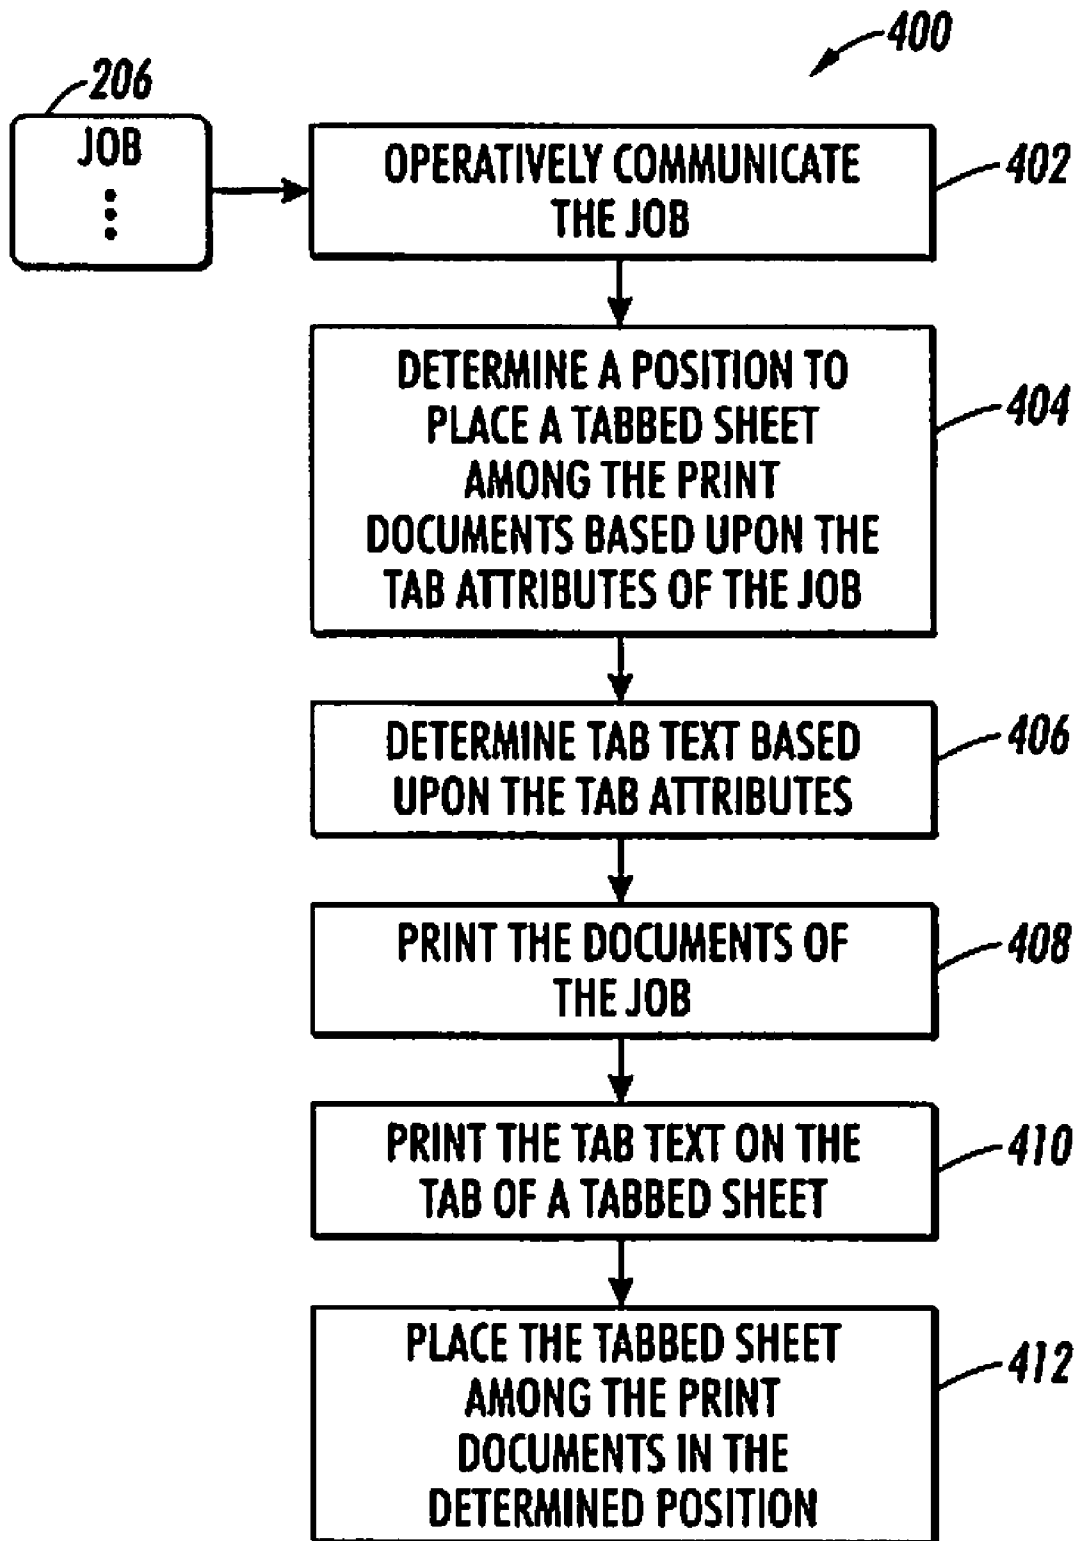 400
206
JOB
OPERATIVELY COMMUNICATE
THE JOB
402
DETERMINE A POSITION TO
PLACE A TABBED SHEET
AMONG THE PRINT
DOCUMENTS BASED UPON THE
TAB ATTRIBUTES OF THE JOB
404
DETERMINE TAB TEXT BASED
UPON THE TAB ATTRIBUTES
406
PRINT THE DOCUMENTS OF
THE JOB
408
PRINT THE TAB TEXT ON THE
TAB OF A TABBED SHEET
410
PLACE THE TABBED SHEET
AMONG THE PRINT
DOCUMENTS IN THE
DETERMINED POSITION
412